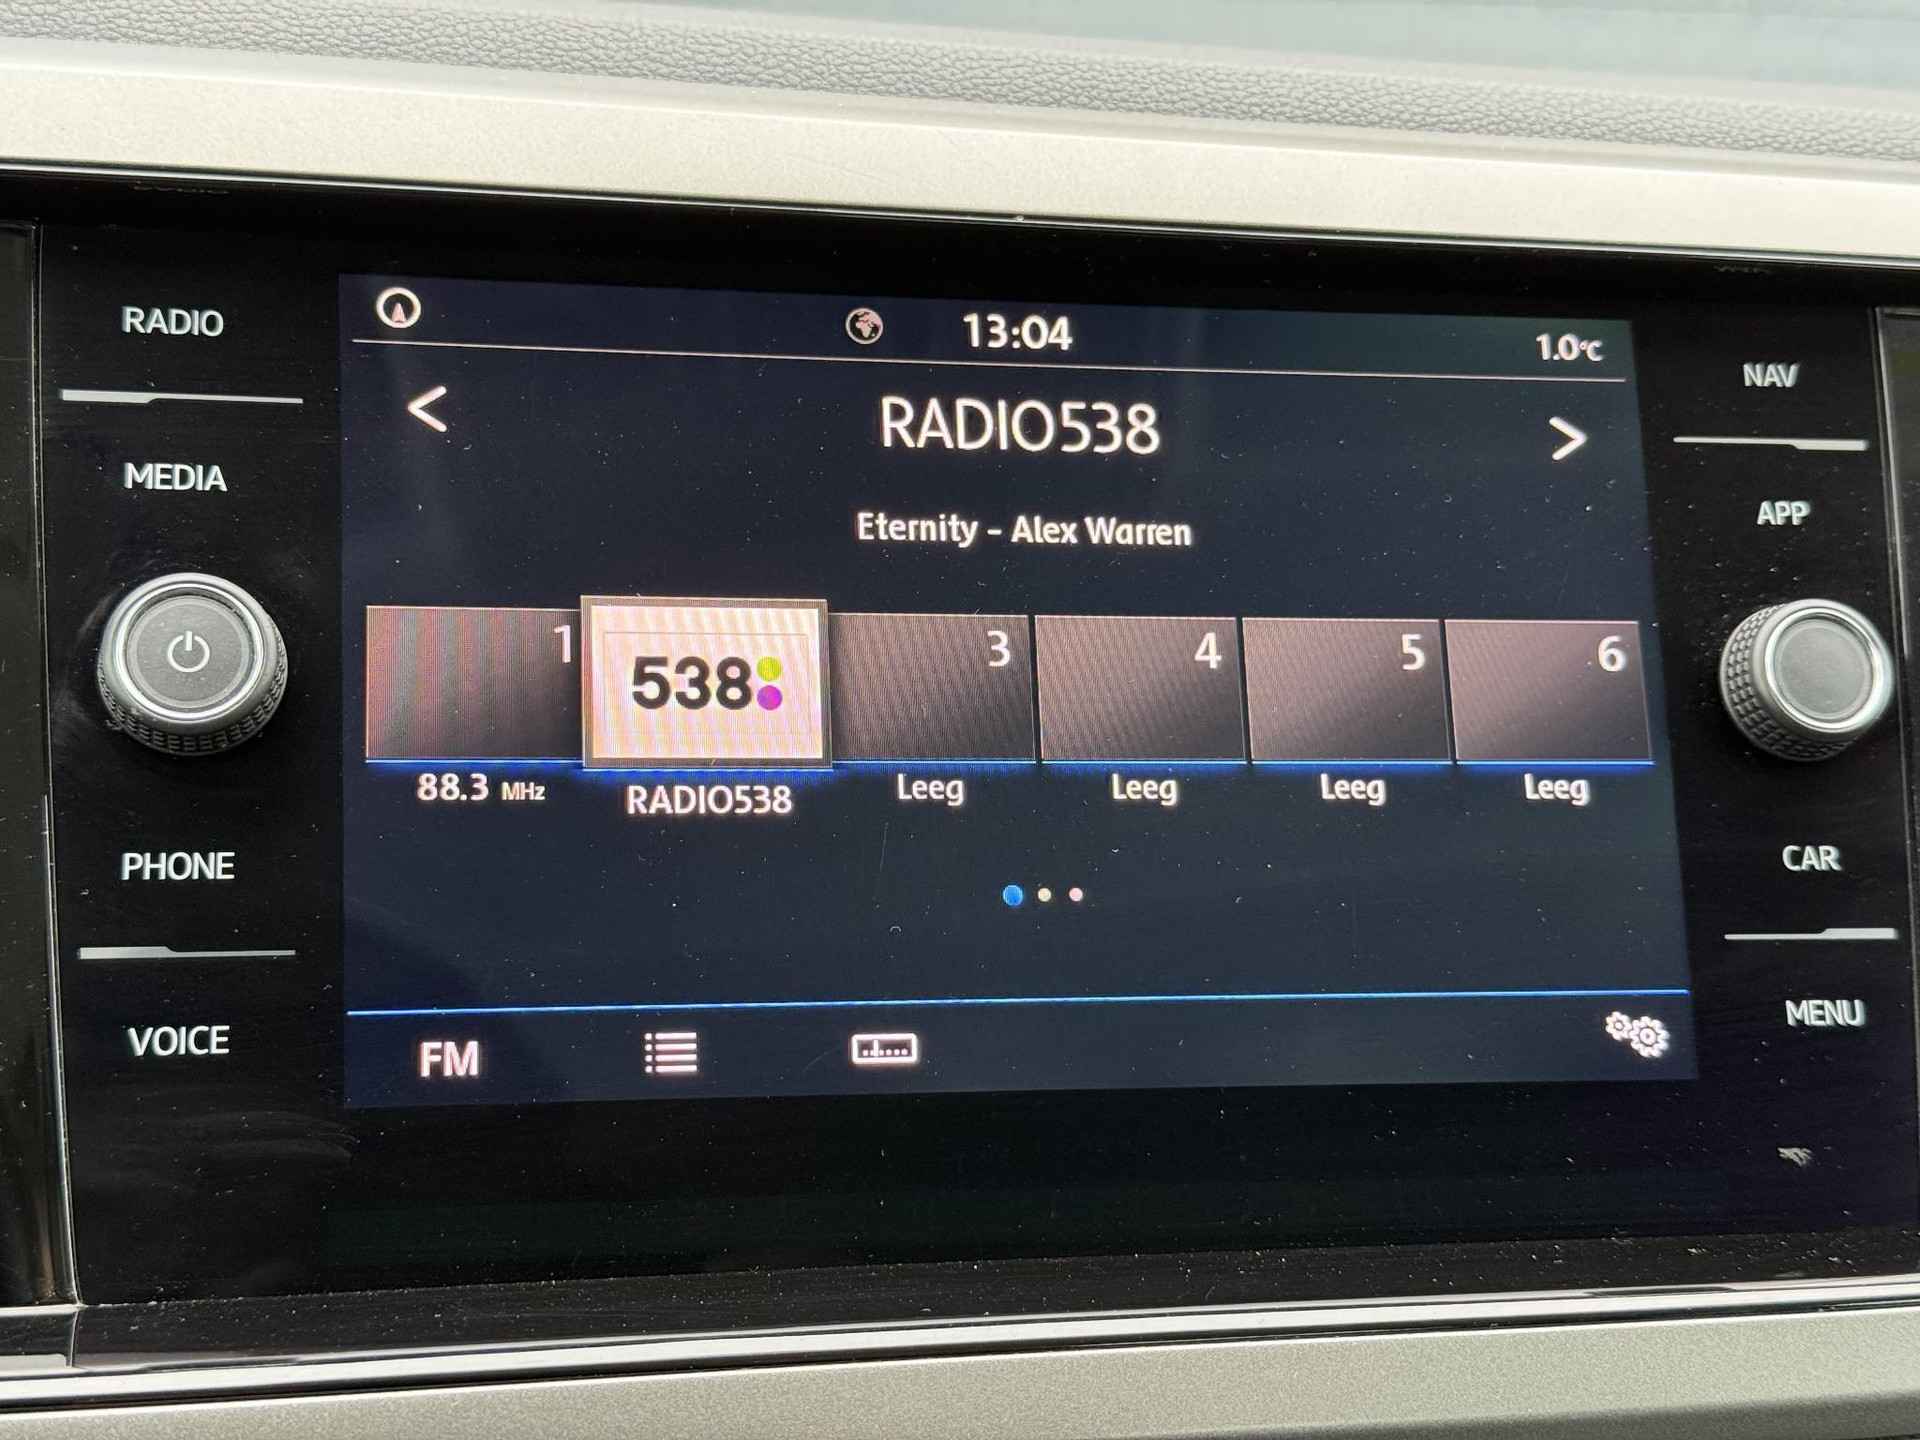 RADIO
MEDIA
PHONE
VOICE
13:04
1.0°C
RADIO538
Eternity - Alex Warren
1
538
3
4
5
6
88.3 MHz
RADIO538
Leeg
Leeg
Leeg
Leeg
FM
NAV
APP
CAR
MENU